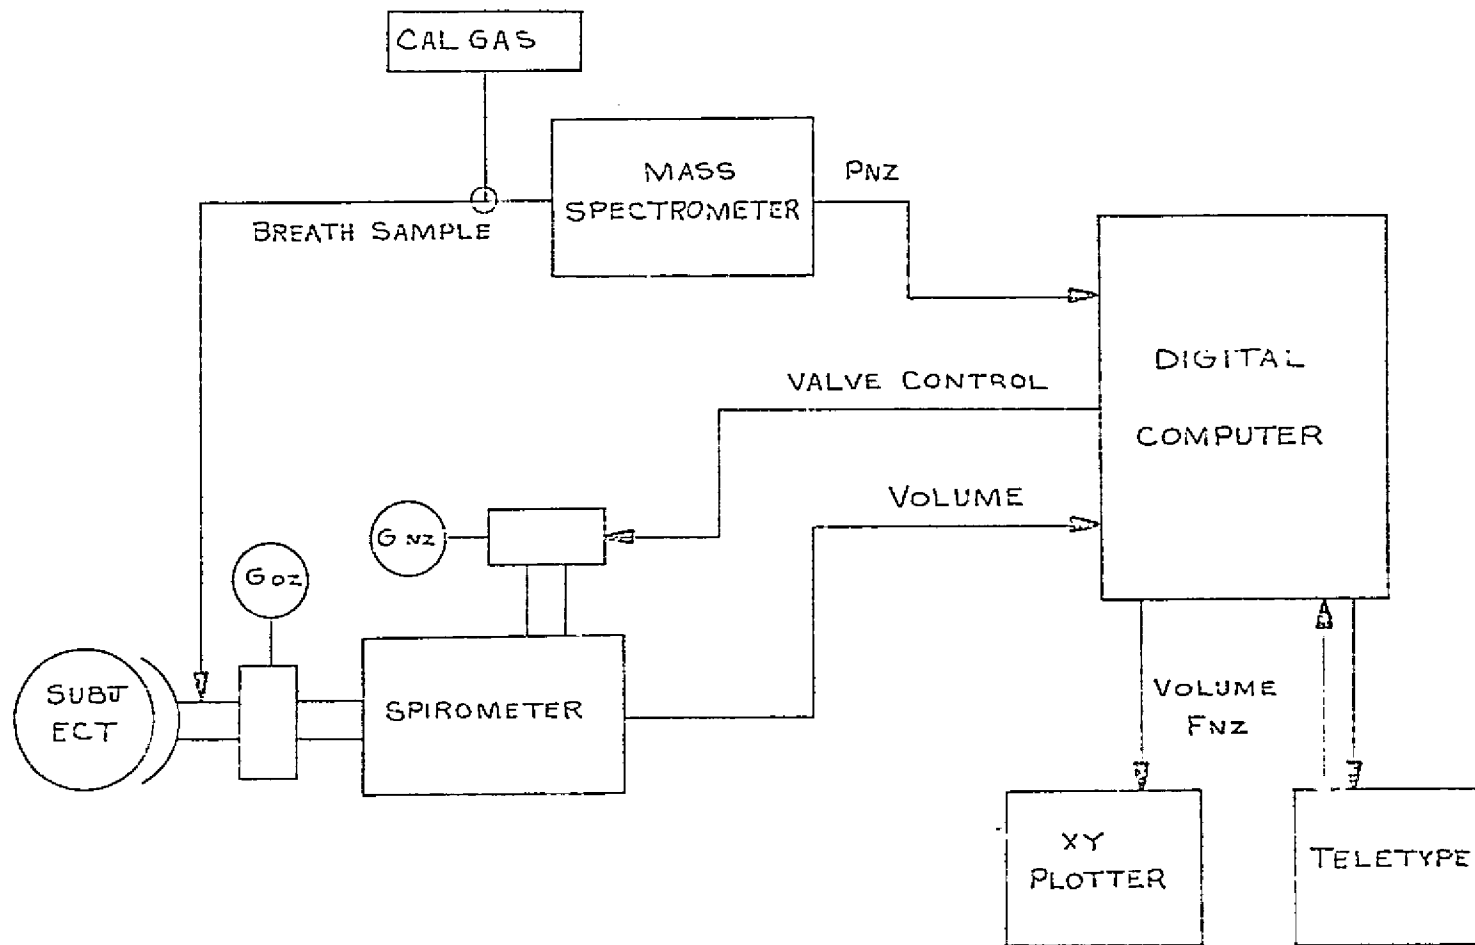 CAL GAS
MASS
SPECTROMETER
PNZ
BREATH SAMPLE
DIGITAL
COMPUTER
VALVE CONTROL
VOLUME
G NZ
GOZ
SUBJ
ECT
SPIROMETER
VOLUME
FNZ
XY
PLOTTER
TELETYPE